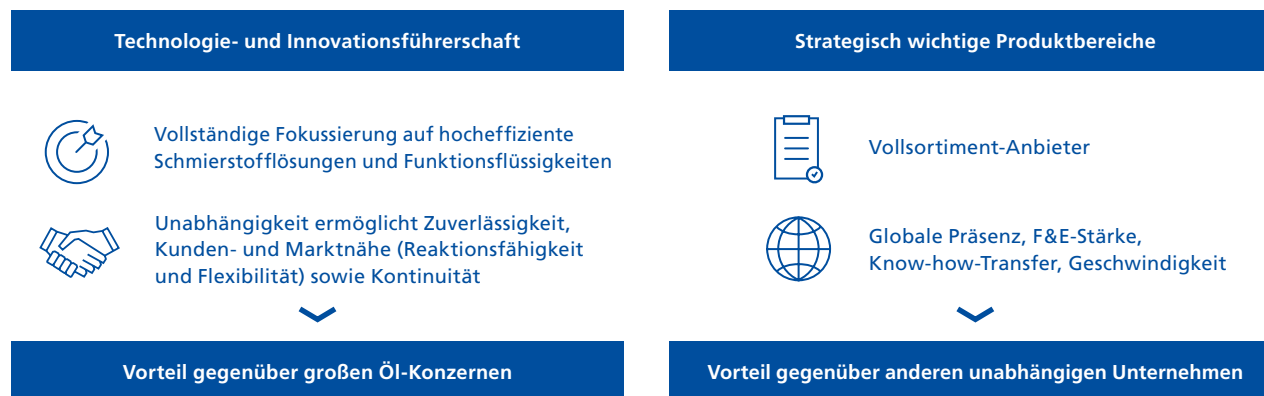 Technologie- und Innovationsführerschaft
Vollständige Fokussierung auf hocheffiziente
Schmierstofflösungen und Funktionsflüssigkeiten
Unabhängigkeit ermöglicht Zuverlässigkeit,
Kunden- und Marktnähe (Reaktionsfähigkeit
und Flexibilität) sowie Kontinuität
Vorteil gegenüber großen Öl-Konzernen
Strategisch wichtige Produktbereiche
Vollsortiment-Anbieter
Globale Präsenz, F&E-Stärke,
Know-how-Transfer, Geschwindigkeit
Vorteil gegenüber anderen unabhängigen Unternehmen